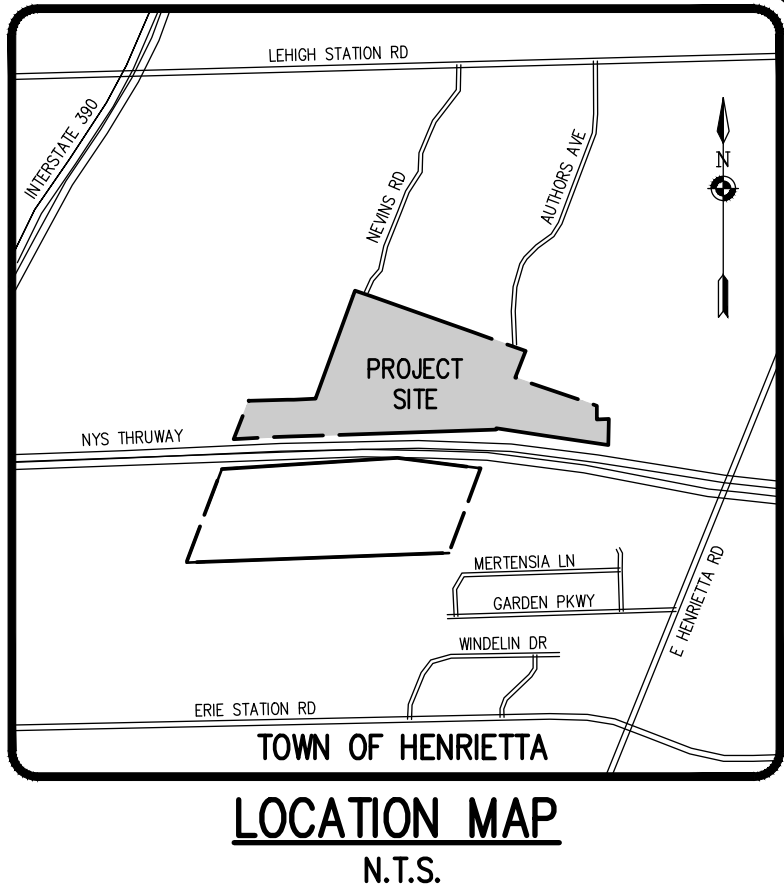 LEHIGH STATION RD
INTERSTATE 390
NEVINS RD
AUTHORS AVE
N
PROJECT
SITE
NYS THRUWAY
MERTENSIA LN
GARDEN PKWY
E HENRIETTA RD
WINDELIN DR
ERIE STATION RD
TOWN OF HENRIETTA
LOCATION MAP
N.T.S.